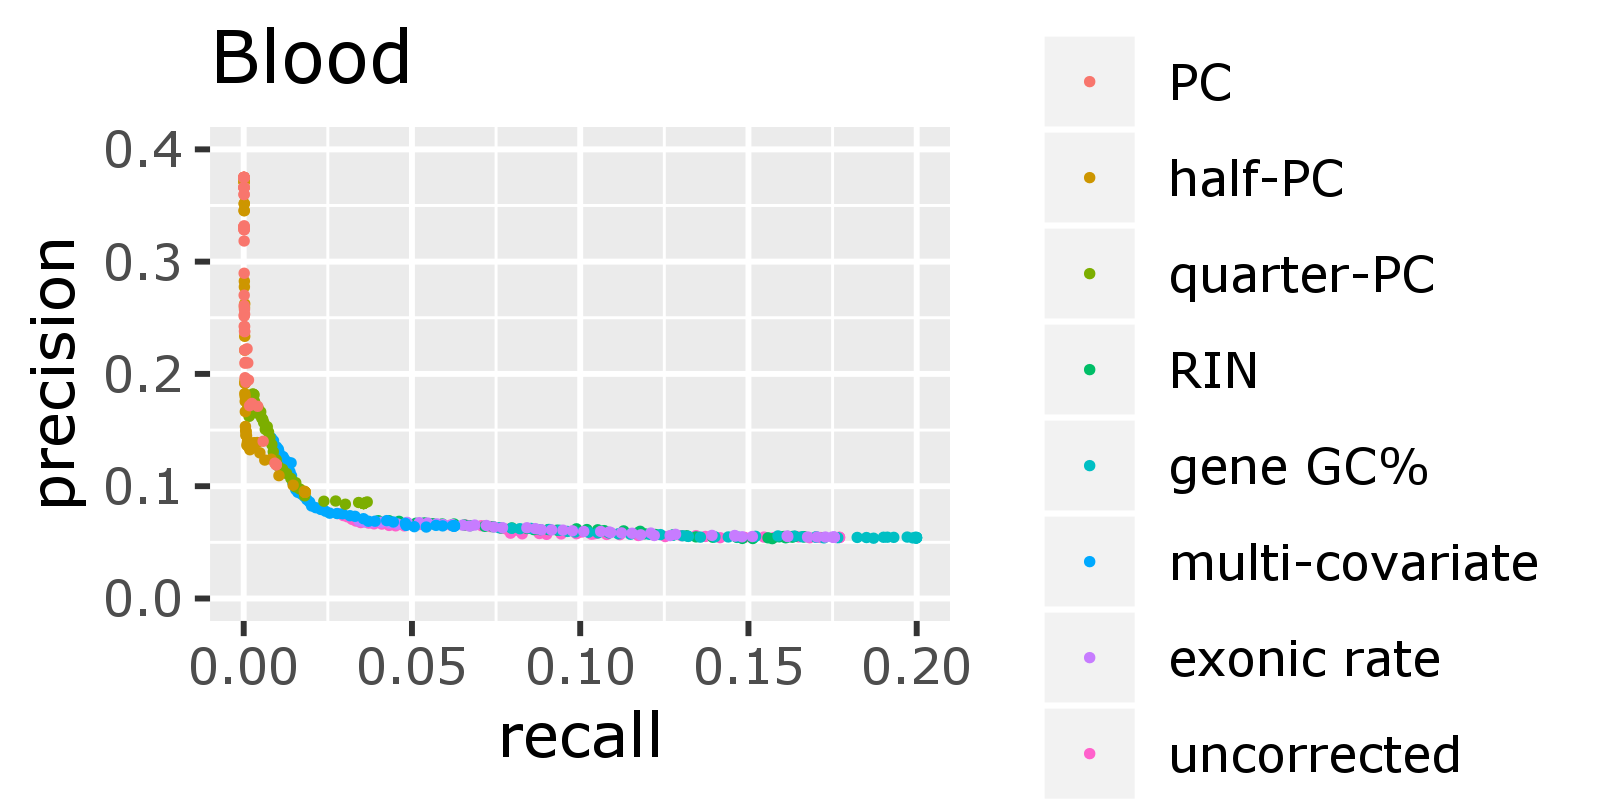 Blood
precision
0.4
0.3
0.2
0.1
0.0
0.00 0.05 0.10 0.15 0.20
recall
PC
half-PC
quarter-PC
RIN
gene GC%
multi-covariate
exonic rate
uncorrected